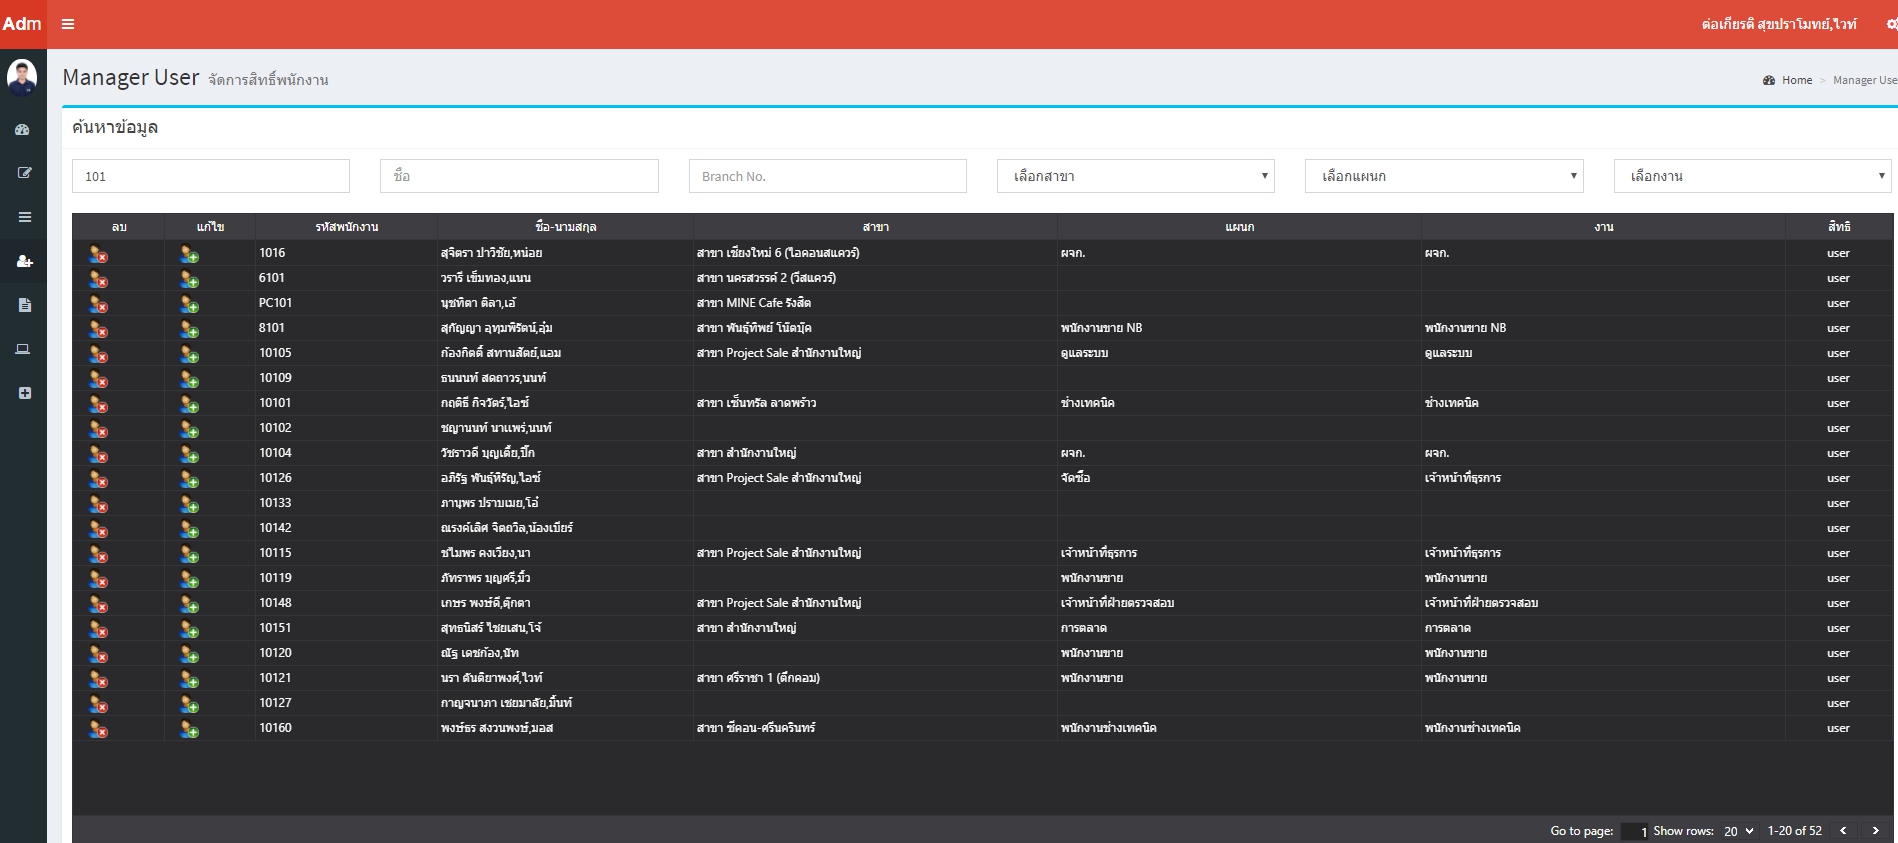 Adm
ต่อเกียรติ สุขปราโมทย์,ไวท์
Manager User จัดการสิทธิ์พนักงาน
Home > Manager Use
ค้นหาข้อมูล
101 ชื่อ Branch No. เลือกสาขา เลือกแผนก เลือกงาน
ลบ แก้ไข รหัสพนักงาน ชื่อ-นามสกุล สาขา แผนก งาน สิทธิ
1016 สุจิตรา ปาวิชัย,หน่อย สาขา เชียงใหม่ 6 (ไอคอนสแควร์) ผจก. ผจก. user
6101 วรารี เข็มทอง,แนน สาขา นครสวรรค์ 2 (วีสแควร์) user
PC101 นุชทิตา ติลา,เอ้ สาขา MINE Cafe รังสิต user
8101 สุกัญญา อุทุมพิรัตน์,อุ๋ม สาขา พันธุ์ทิพย์ โน๊ตบุ๊ค พนักงานขาย NB พนักงานขาย NB user
10105 ก้องกิตติ์ สทานสัตย์,แอม สาขา Project Sale สำนักงานใหญ่ ดูแลระบบ ดูแลระบบ user
10109 ธนนนท์ สดถาวร,นนท์ user
10101 กฤติธี กิจวัตร์,ไอซ์ สาขา เซ็นทรัล ลาดพร้าว ช่างเทคนิค ช่างเทคนิค user
10102 ชญานนท์ นาแพร่,นนท์ user
10104 วัชราวดี บุญเดี้ย,ปิ๊ก สาขา สำนักงานใหญ่ ผจก. ผจก. user
10126 อภิรัฐ พันธุ์หิรัญ,ไอซ์ สาขา Project Sale สำนักงานใหญ่ จัดซื้อ เจ้าหน้าที่ธุรการ user
10133 ภานุพร ปราบเมย,โอ๋ user
10142 ณรงค์เลิศ จิตถวิล,น้องเบียร์ user
10115 ชไมพร คงเวียง,นา สาขา Project Sale สำนักงานใหญ่ เจ้าหน้าที่ธุรการ เจ้าหน้าที่ธุรการ user
10119 ภัทราพร บุญศรี,มิ้ว พนักงานขาย พนักงานขาย user
10148 เกษร พงษ์ดี,ตุ๊กตา สาขา Project Sale สำนักงานใหญ่ เจ้าหน้าที่ฝ่ายตรวจสอบ เจ้าหน้าที่ฝ่ายตรวจสอบ user
10151 สุทธนิสร์ ไชยเสน,โจ้ สาขา สำนักงานใหญ่ การตลาด การตลาด user
10120 ณัฐ เดชก้อง,นัท พนักงานขาย พนักงานขาย user
10121 นรา ตันติยาพงศ์,ไวท์ สาขา ศรีราชา 1 (ตึกคอม) พนักงานขาย พนักงานขาย user
10127 กาญจนาภา เชยมาลัย,มิ้นท์ user
10160 พงษ์ธร สงวนพงษ์,มอส สาขา ซีคอน-ศรีนครินทร์ พนักงานช่างเทคนิค พนักงานช่างเทคนิค user
Go to page: 1 Show rows: 20 1-20 of 52